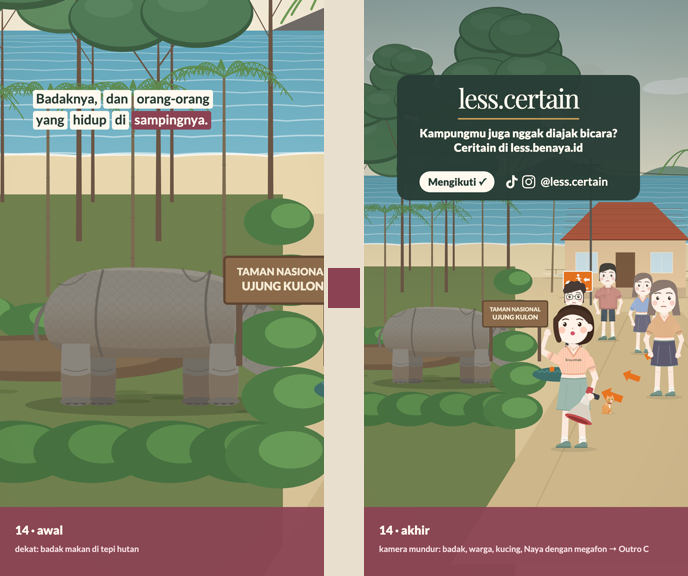 Badaknya, dan orang-orang
yang hidup di sampingnya.
TAMAN NASIONA
UJUNG KULON
14 · awal
dekat: badak makan di tepi hutan
less.certain
Kampungmu juga nggak diajak bicara?
Ceritain di less.benaya.id
Mengikuti ✓ @less.certain
TAMAN NASIONAL
UJUNG KULON
14 · akhir
kamera mundur: badak, warga, kucing, Naya dengan megafon → Outro C